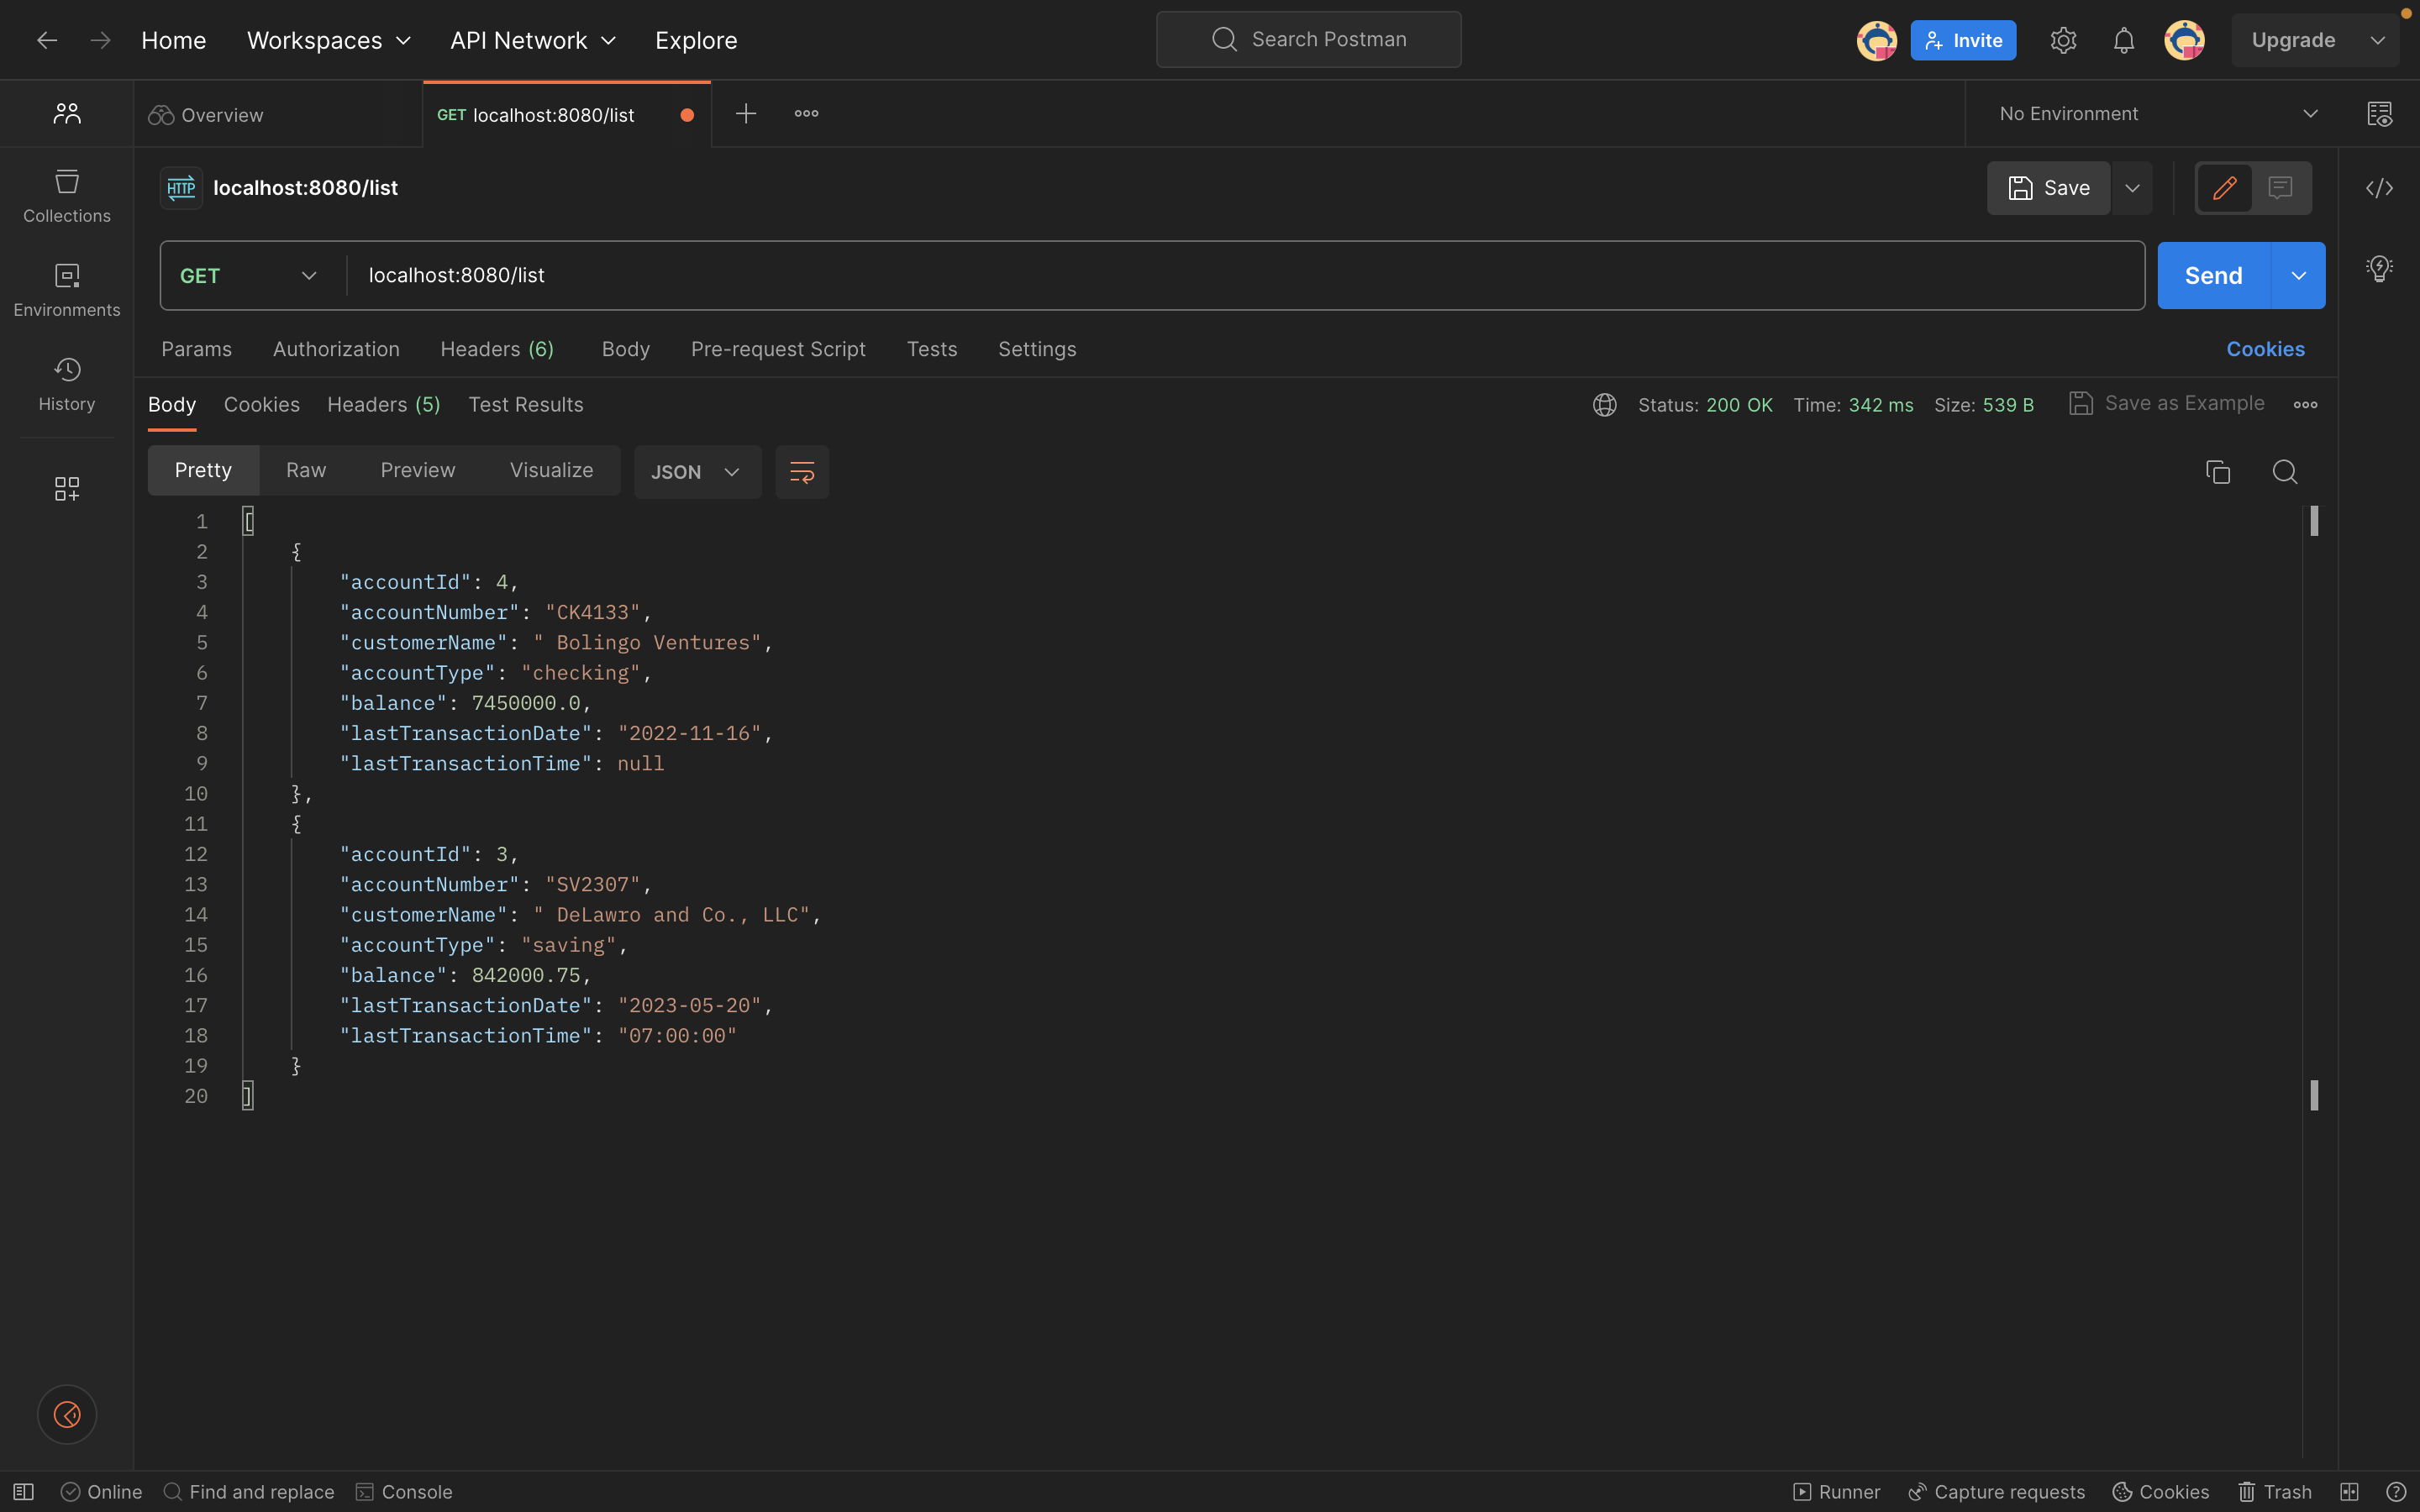 Home Workspaces API Network Explore Search Postman Invite Upgrade
Overview GET localhost:8080/list No Environment
HTTP localhost:8080/list Save
Collections
GET localhost:8080/list Send
Environments
Params Authorization Headers (6) Body Pre-request Script Tests Settings Cookies
History
Body Cookies Headers (5) Test Results Status: 200 OK Time: 342 ms Size: 539 B Save as Example
Pretty Raw Preview Visualize JSON
1 [
2 {
3 "accountId": 4,
4 "accountNumber": "CK4133",
5 "customerName": " Bolingo Ventures",
6 "accountType": "checking",
7 "balance": 7450000.0,
8 "lastTransactionDate": "2022-11-16",
9 "lastTransactionTime": null
10 },
11 {
12 "accountId": 3,
13 "accountNumber": "SV2307",
14 "customerName": " DeLawro and Co., LLC",
15 "accountType": "saving",
16 "balance": 842000.75,
17 "lastTransactionDate": "2023-05-20",
18 "lastTransactionTime": "07:00:00"
19 }
20 ]
Online Find and replace Console Runner Capture requests Cookies Trash